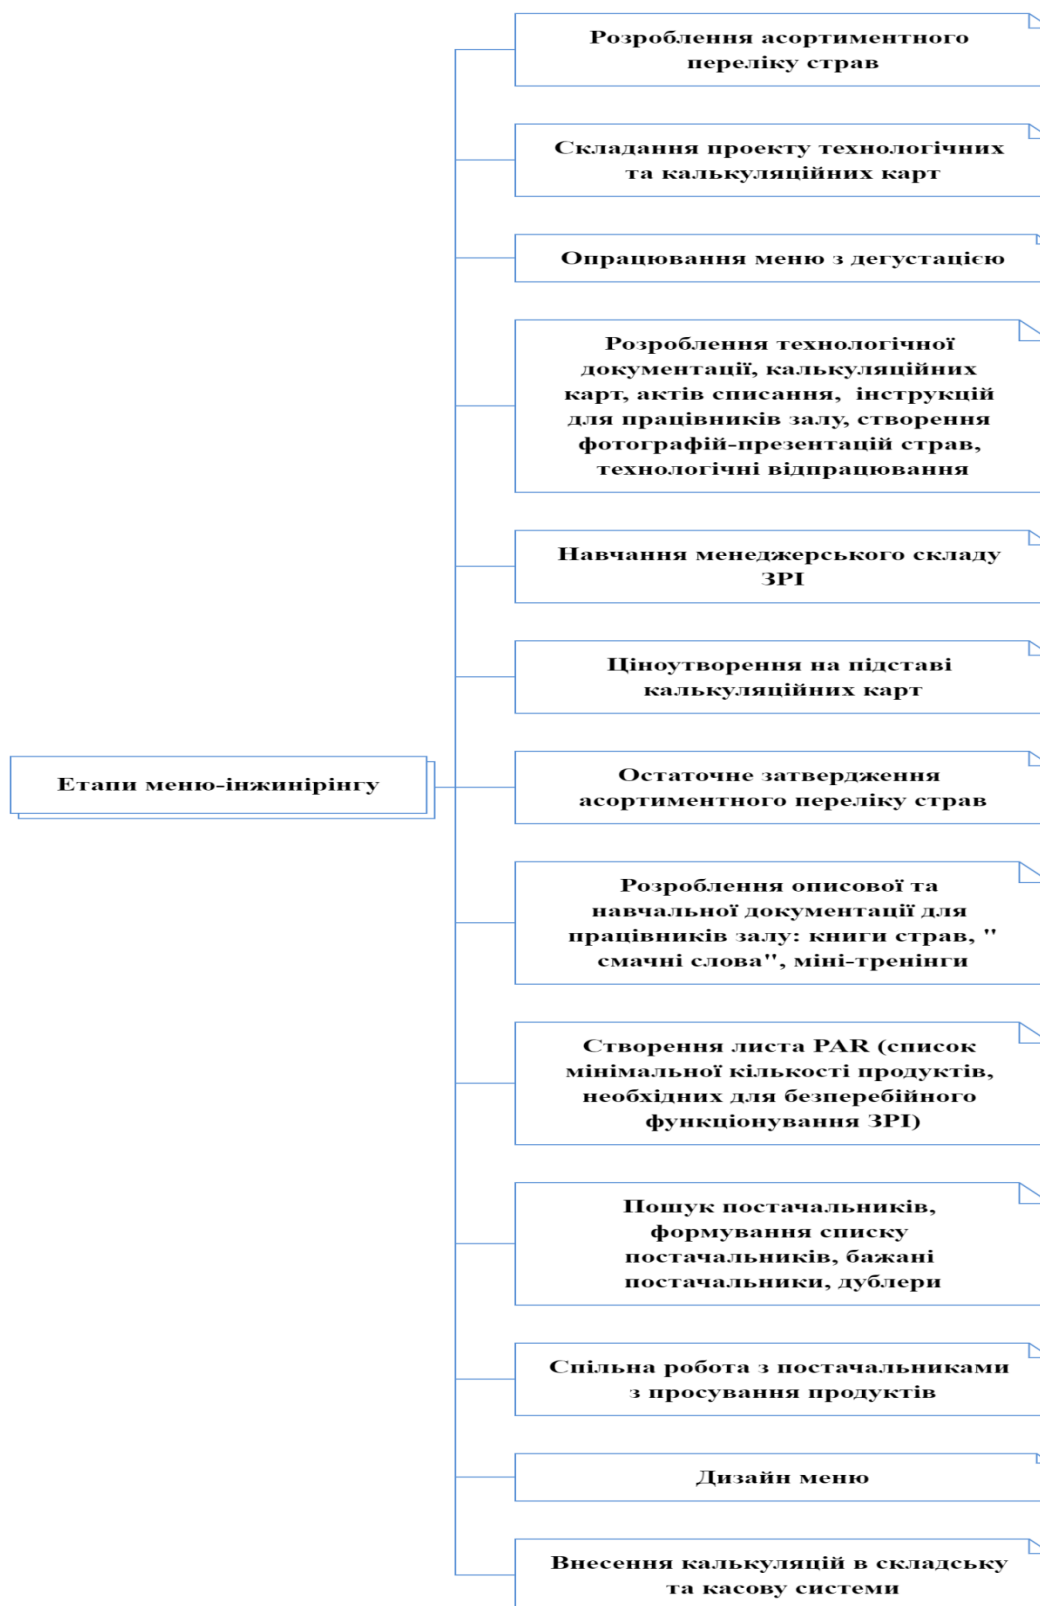 Розроблення асортиментного
переліку страв
Складання проекту технологічних
та калькуляційних карт
Опрацювання меню з дегустацією
Розроблення технологічної
документації, калькуляційних
карт, актів списання, інструкцій
для працівників залу, створення
фотографій-презентацій страв,
технологічні відпрацювання
Навчання менеджерського складу
ЗРІ
Ціноутворення на підставі
калькуляційних карт
Етапи меню-інжинірінгу
Остаточне затвердження
асортиментного переліку страв
Розроблення описової та
навчальної документації для
працівників залу: книги страв, "
смачні слова", міні-тренінги
Створення листа PAR (список
мінімальної кількості продуктів,
необхідних для безперебійного
функціонування ЗРІ)
Пошук постачальників,
формування списку
постачальників, бажані
постачальники, дублери
Спільна робота з постачальниками
з просування продуктів
Дизайн меню
Внесення калькуляцій в складську
та касову системи